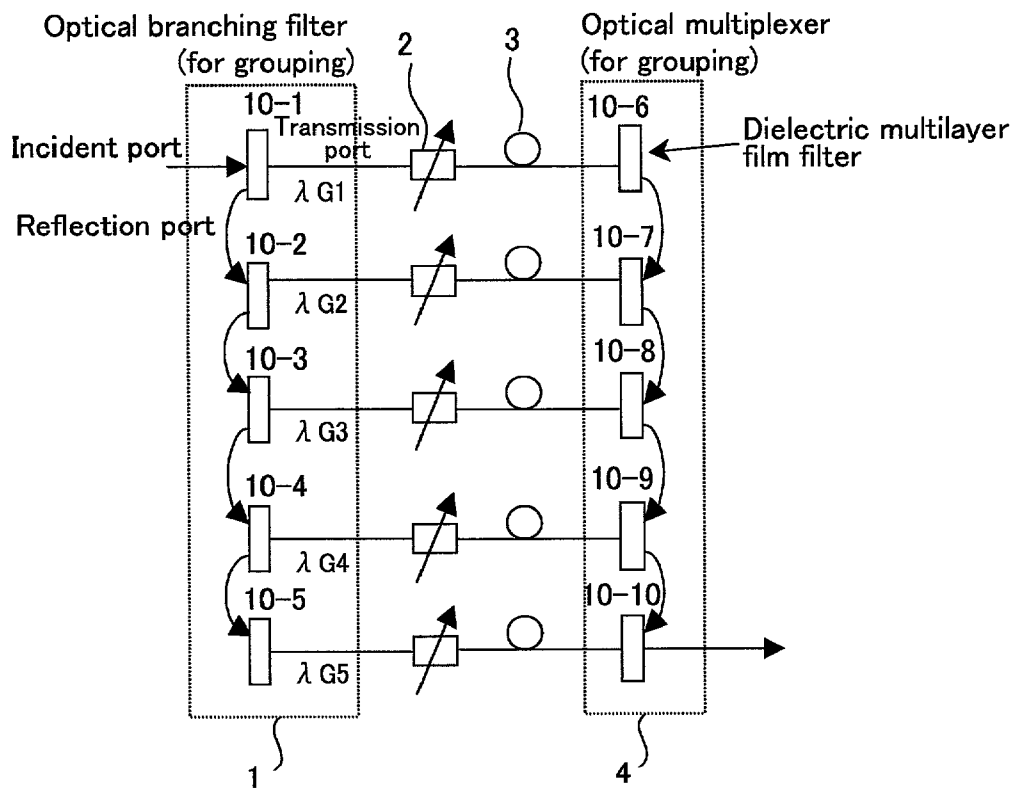 Optical branching filter
(for grouping)
2
3
Optical multiplexer
(for grouping)
10-1
Transmission
port
10-6
Incident port
Dielectric multilayer
film filter
λ G1
Reflection port
10-2
10-7
λ G2
10-3
10-8
λ G3
10-4
10-9
λ G4
10-5
10-10
λ G5
1
4